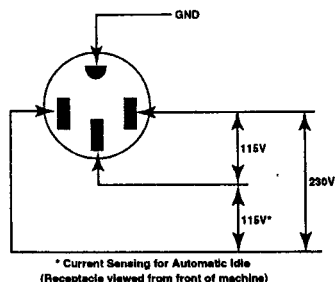 GND
115V
230V
115V*
* Current Sensing for Automatic Idle
(Receptacle viewed from front of machine)